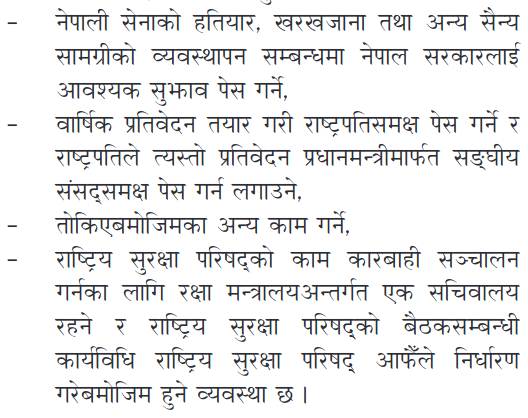 – नेपाली सेनाको हतियार, खरखजाना तथा अन्य सैन्य
सामग्रीको व्यवस्थापन सम्बन्धमा नेपाल सरकारलाई
आवश्यक सुझाव पेस गर्ने,
– वार्षिक प्रतिवेदन तयार गरी राष्ट्रपतिसमक्ष पेस गर्ने र
राष्ट्रपतिले त्यस्तो प्रतिवेदन प्रधानमन्त्रीमार्फत सङ्घीय
संसद्समक्ष पेस गर्न लगाउने,
– तोकिएबमोजिमका अन्य काम गर्ने,
– राष्ट्रिय सुरक्षा परिषद्को काम कारबाही सञ्चालन
गर्नका लागि रक्षा मन्त्रालयअन्तर्गत एक सचिवालय
रहने र राष्ट्रिय सुरक्षा परिषद्को बैठकसम्बन्धी
कार्यविधि राष्ट्रिय सुरक्षा परिषद् आफैँले निर्धारण
गरेबमोजिम हुने व्यवस्था छ ।